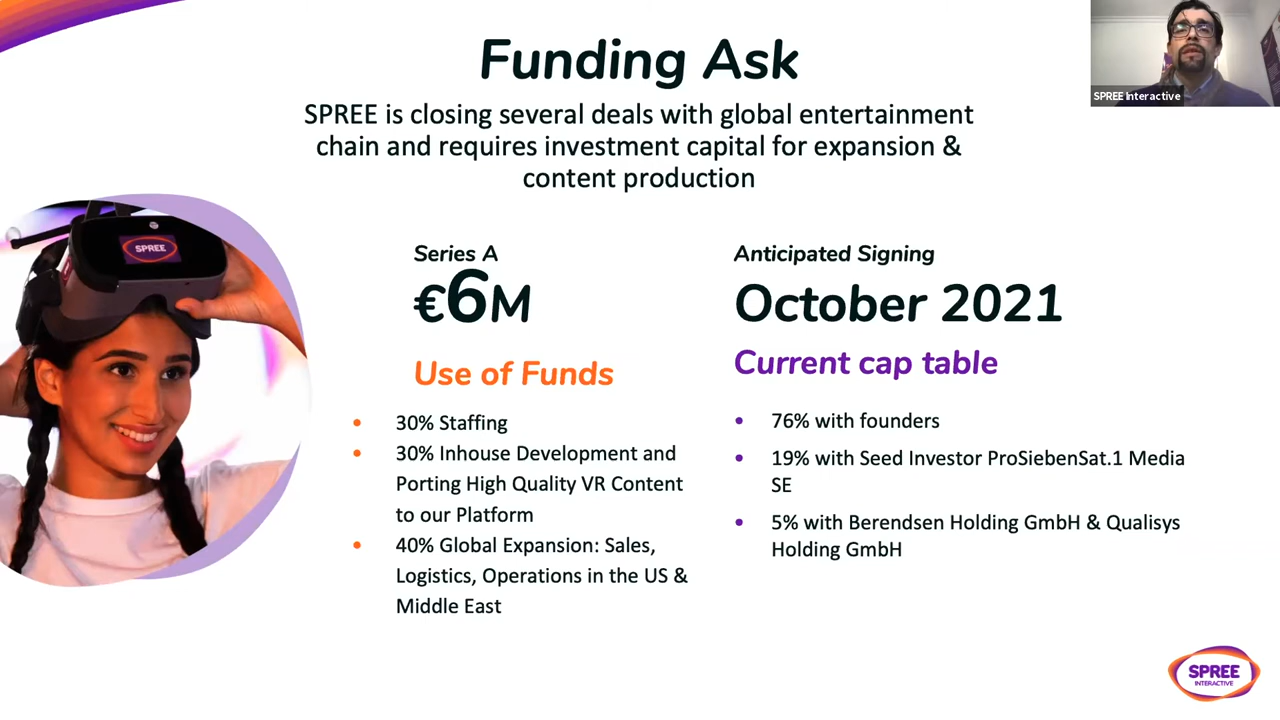 Funding Ask
SPREE is closing several deals with global entertainment
chain and requires investment capital for expansion &
content production
SPREE Interactive
SPREE
Series A
€6M
Use of Funds
• 30% Staffing
• 30% Inhouse Development and
Porting High Quality VR Content
to our Platform
• 40% Global Expansion: Sales,
Logistics, Operations in the US &
Middle East
Anticipated Signing
October 2021
Current cap table
• 76% with founders
• 19% with Seed Investor ProSiebenSat.1 Media
SE
• 5% with Berendsen Holding GmbH & Qualisys
Holding GmbH
SPREE
INTERACTIVE